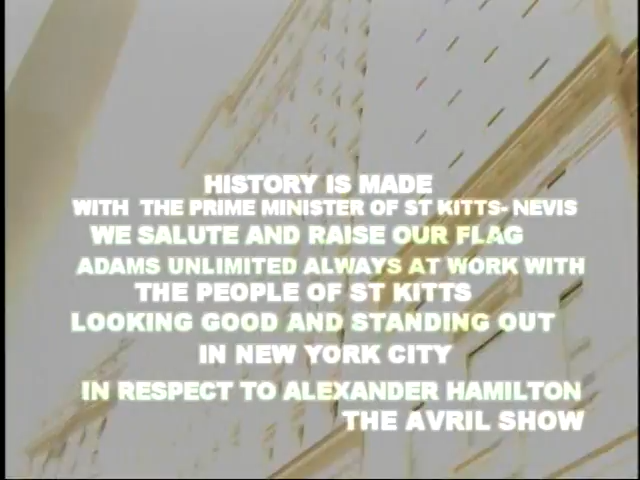 HISTORY IS MADE
WITH THE PRIME MINISTER OF ST KITTS- NEVIS
WE SALUTE AND RAISE OUR FLAG
ADAMS UNLIMITED ALWAYS AT WORK WITH
THE PEOPLE OF ST KITTS
LOOKING GOOD AND STANDING OUT
IN NEW YORK CITY
IN RESPECT TO ALEXANDER HAMILTON
THE AVRIL SHOW